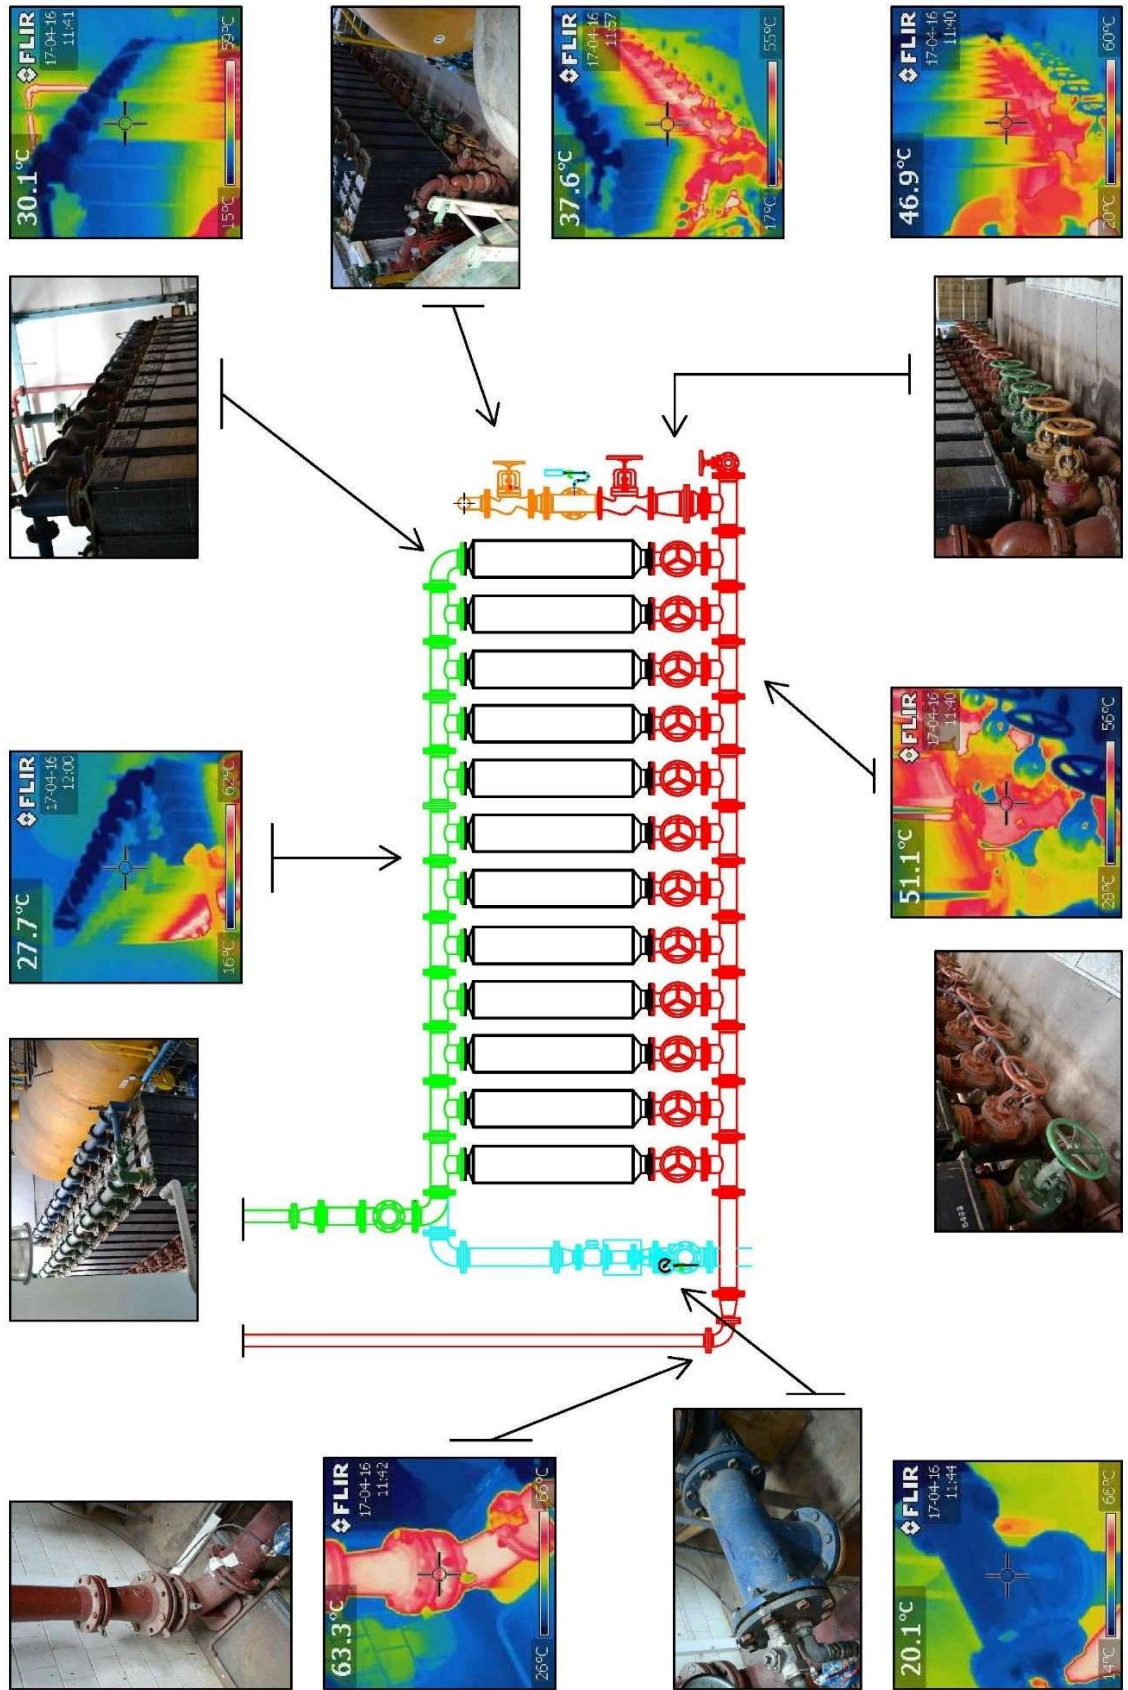 27.7 °C FLIR
17-04-16
12:00
16°C 62°C
30.1 °C FLIR
17-04-16
11:41
15°C 59°C
63.3 °C FLIR
17-04-16
11:42
26°C 66°C
37.6 °C FLIR
17-04-16
11:57
17°C 55°C
20.1 °C FLIR
17-04-16
11:44
14°C 66°C
51.1 °C FLIR
17-04-16
11:40
28°C 56°C
46.9 °C FLIR
17-04-16
11:40
20°C 60°C